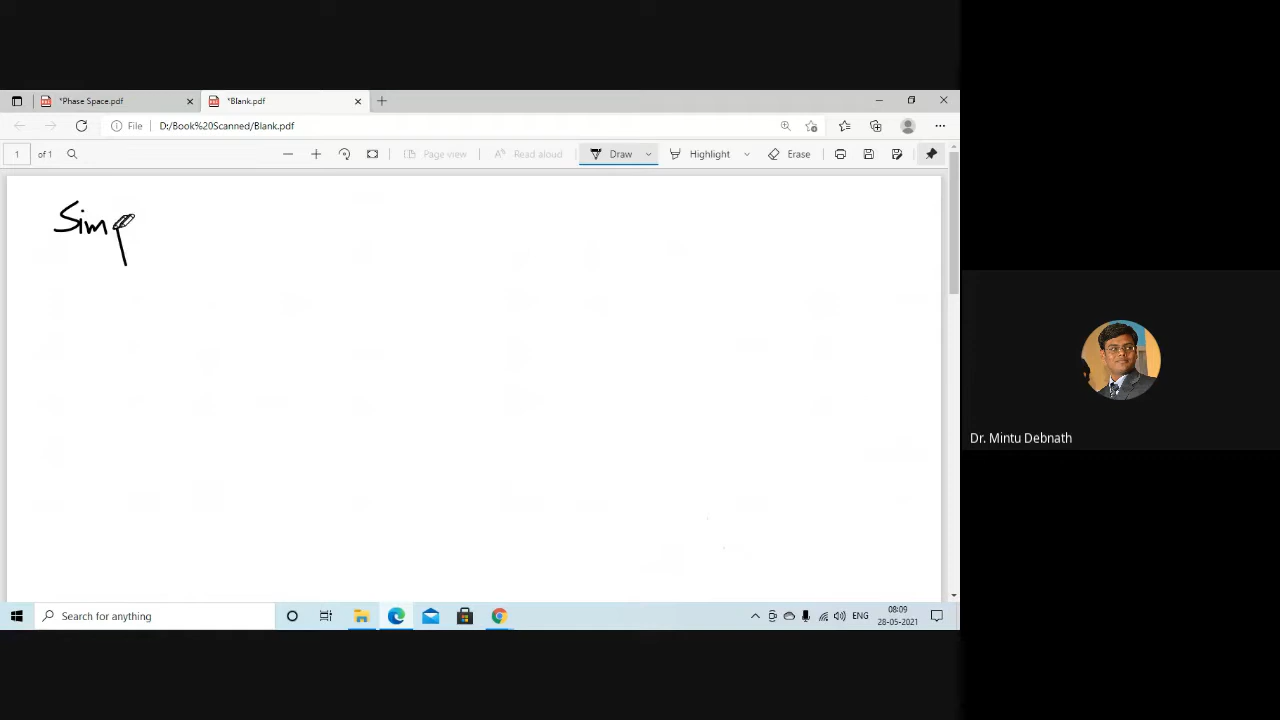 *Phase Space.pdf
*Blank.pdf
File D:/Book%20Scanned/Blank.pdf
1 of 1 Page view Read aloud Draw Highlight Erase
Simp
Dr. Mintu Debnath
Search for anything
ENG
08:09
28-05-2021